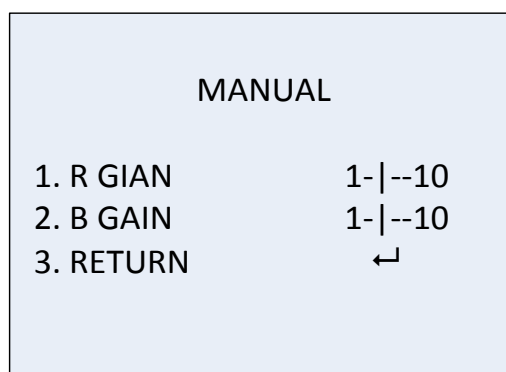 MANUAL
1. R GIAN 1-|--10
2. B GAIN 1-|--10
3. RETURN ↵